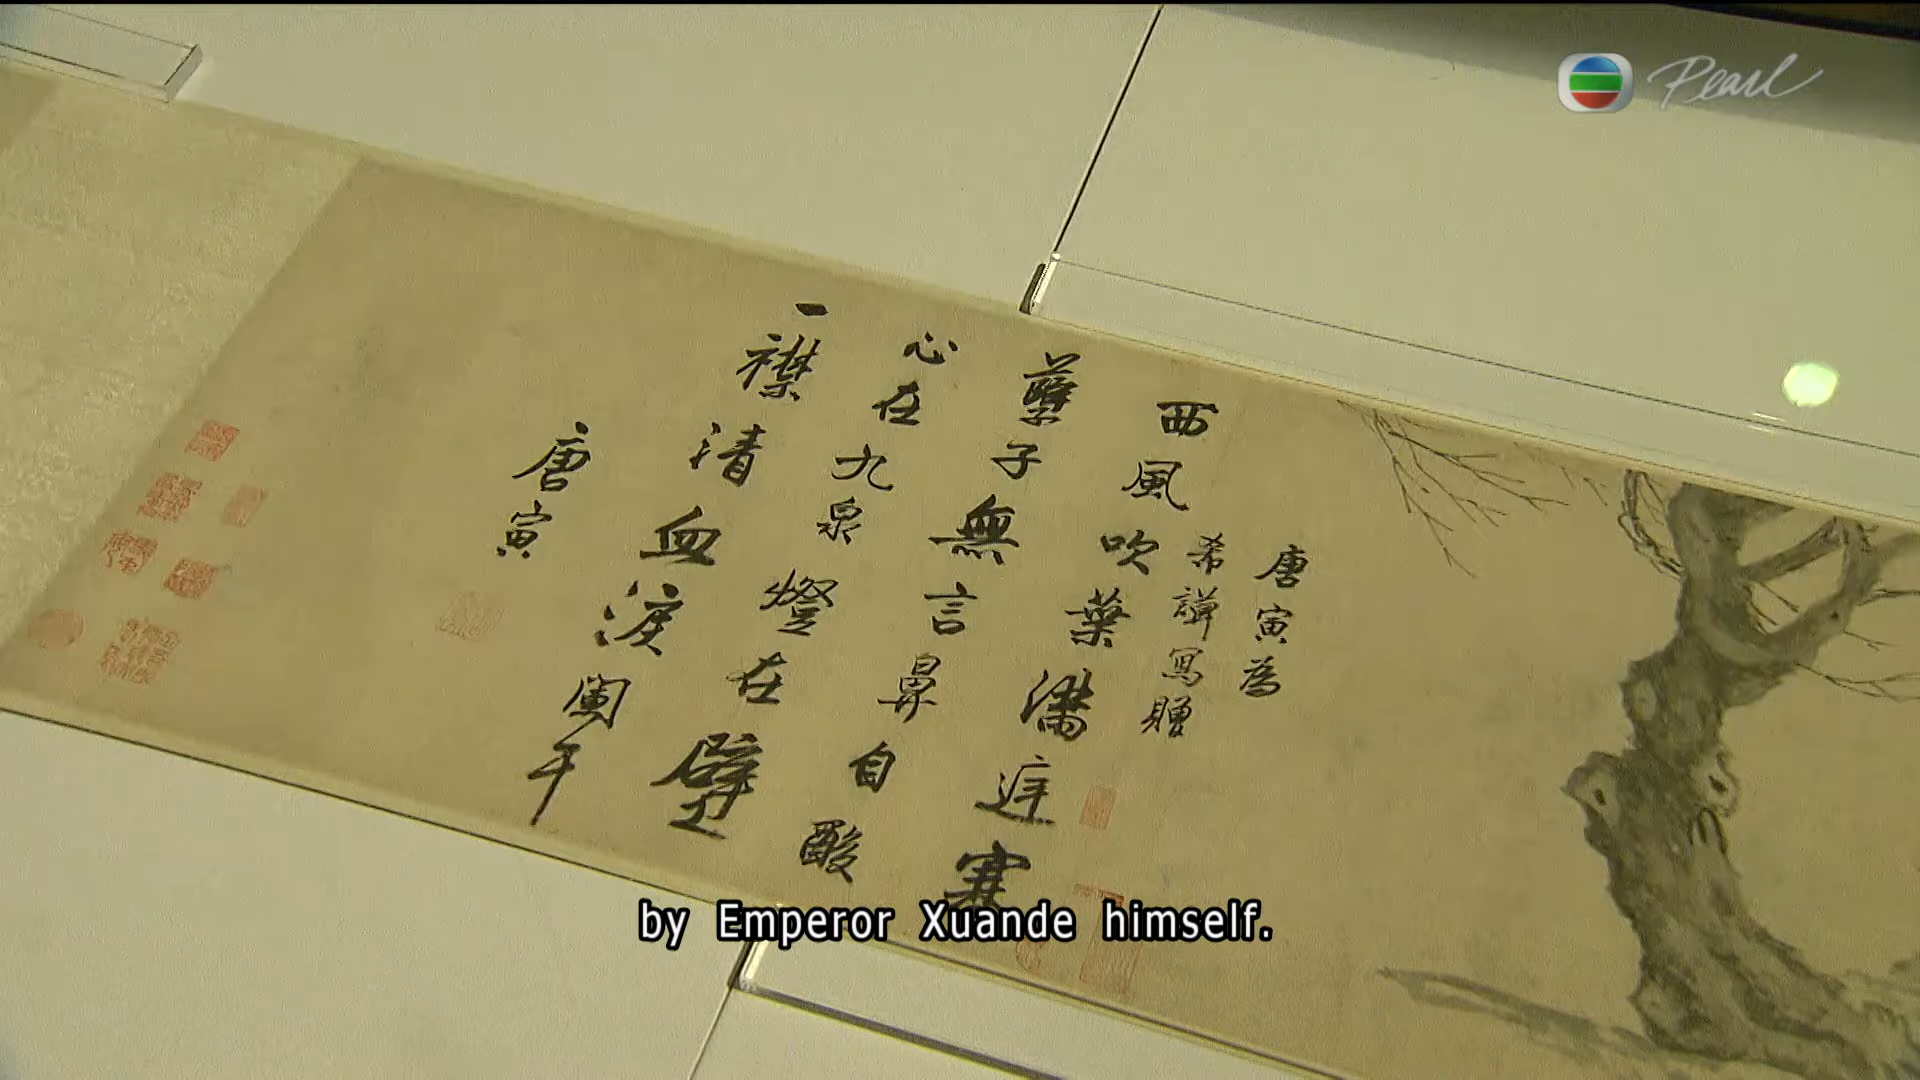 Pearl
唐寅為
希謨寫贈
西風吹葉滿庭寒
孽子無言鼻自酸
心在九泉燈在壁
一襟清血淚闌干
唐寅
by Emperor Xuande himself.